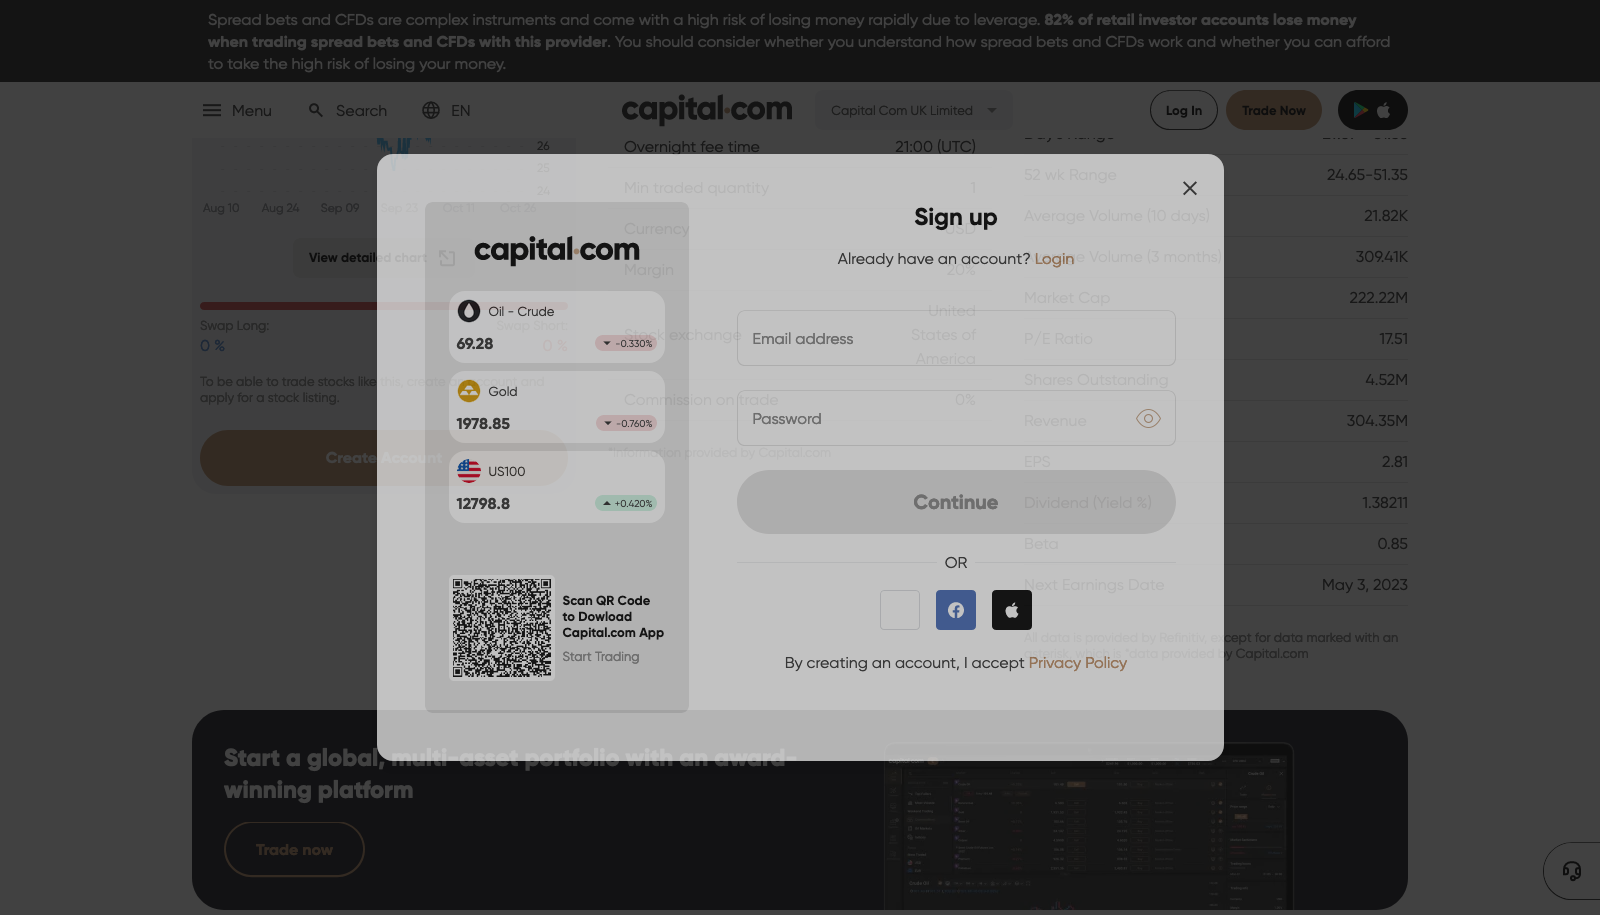 Spread bets and CFDs are complex instruments and come with a high risk of losing money rapidly due to leverage. 82% of retail investor accounts lose money
when trading spread bets and CFDs with this provider. You should consider whether you understand how spread bets and CFDs work and whether you can afford
to take the high risk of losing your money.
Menu
Search
EN
capital.com
Capital Com UK Limited
Log In
Trade Now
26
25
24
Aug 10
Aug 24
Sep 09
Sep 23
Oct 11
Oct 26
View detailed chart
Swap Long:
0 %
Swap Short:
0 %
To be able to trade stocks like this, create an account and
apply for a stock listing.
Create Account
Overnight fee time 21:00 (UTC)
Min traded quantity 1
Currency USD
Margin 20%
Stock exchange United
States of
America
Commission on trade 0%
*Information provided by Capital.com
Day's Range
52 wk Range 24.65-51.35
Average Volume (10 days) 21.82K
Average Volume (3 months) 309.41K
Market Cap 222.22M
P/E Ratio 17.51
Shares Outstanding 4.52M
Revenue 304.35M
EPS 2.81
Dividend (Yield %) 1.38211
Beta 0.85
Next Earnings Date May 3, 2023
All data is provided by Refinitiv, except for data marked with an
asterisk, which is *data provided by Capital.com
capital.com
Oil - Crude
69.28
-0.330%
Gold
1978.85
-0.760%
US100
12798.8
+0.420%
Scan QR Code
to Dowload
Capital.com App
Start Trading
Sign up
Already have an account? Login
Email address
Password
Continue
OR
By creating an account, I accept Privacy Policy
Start a global, multi-asset portfolio with an award-
winning platform
Trade now